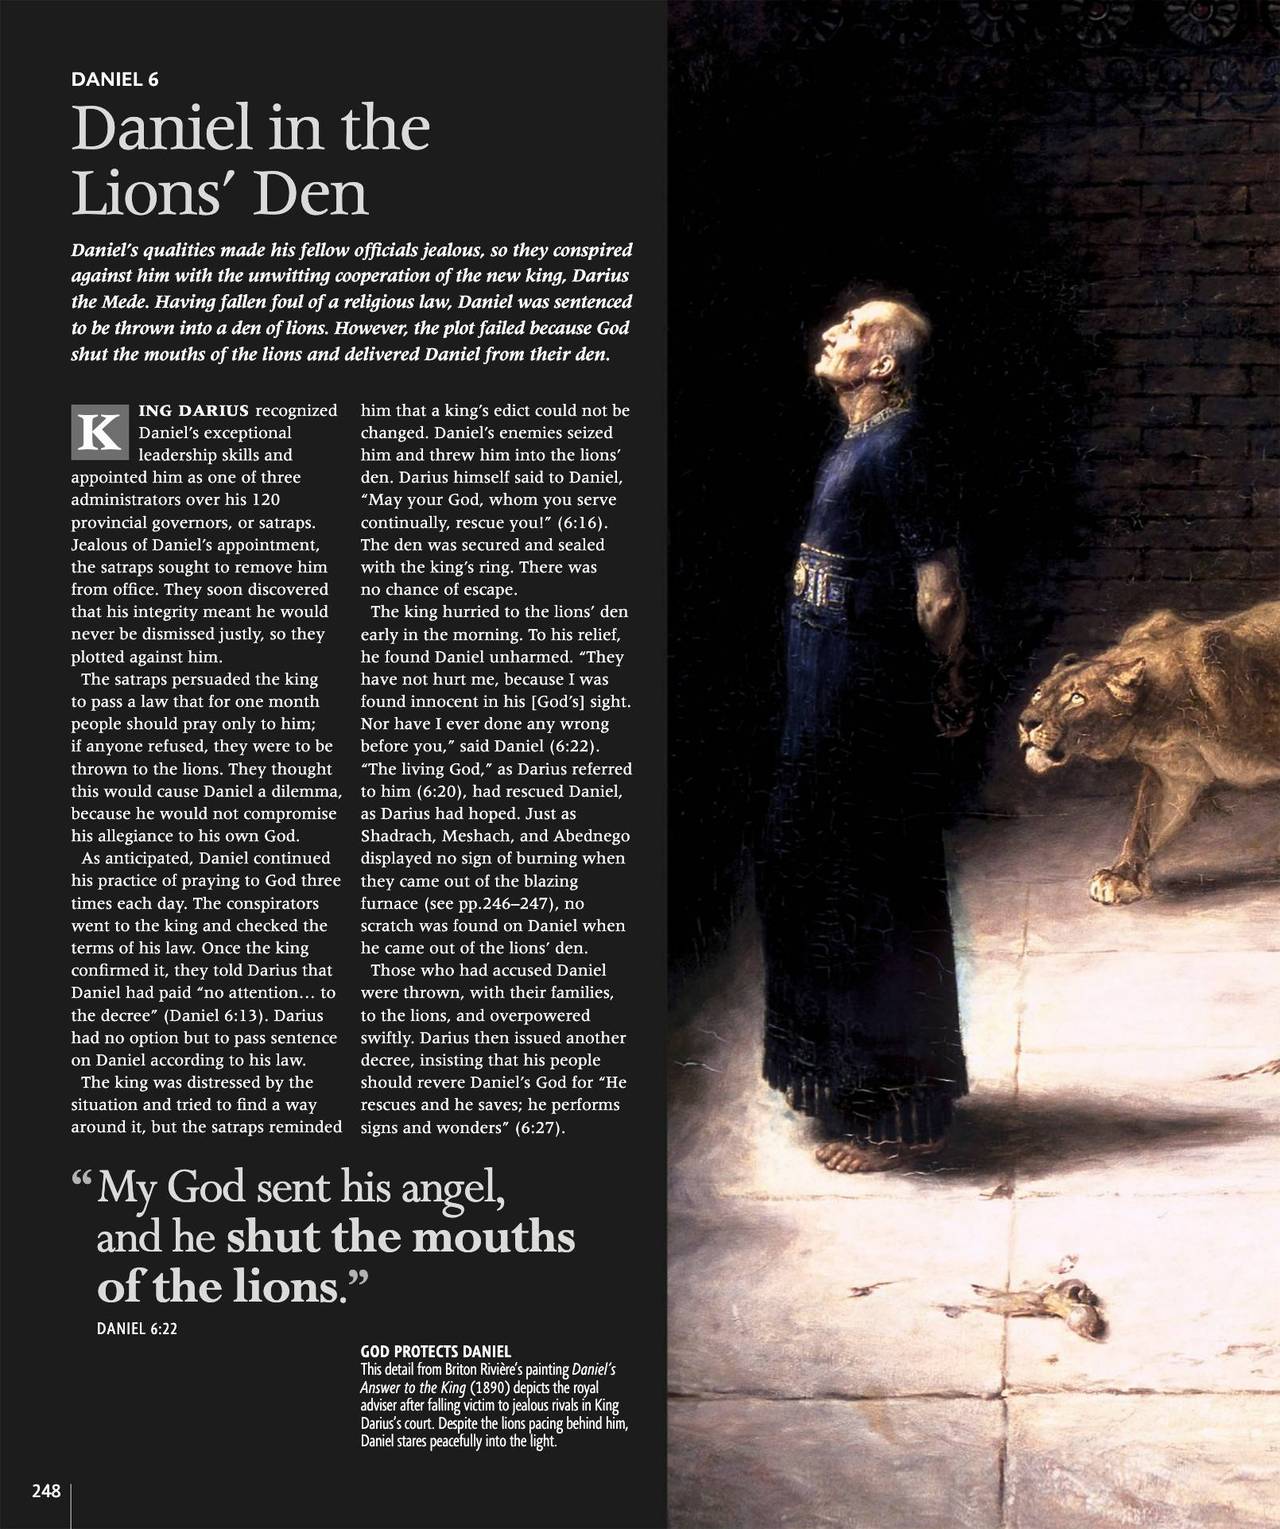 DANIEL 6
Daniel in the
Lions’ Den
Daniel’s qualities made his fellow officials jealous, so they conspired
against him with the unwitting cooperation of the new king, Darius
the Mede. Having fallen foul of a religious law, Daniel was sentenced
to be thrown into a den of lions. However, the plot failed because God
shut the mouths of the lions and delivered Daniel from their den.
KING DARIUS recognized
Daniel’s exceptional
leadership skills and
appointed him as one of three
administrators over his 120
provincial governors, or satraps.
Jealous of Daniel’s appointment,
the satraps sought to remove him
from office. They soon discovered
that his integrity meant he would
never be dismissed justly, so they
plotted against him.
The satraps persuaded the king
to pass a law that for one month
people should pray only to him;
if anyone refused, they were to be
thrown to the lions. They thought
this would cause Daniel a dilemma,
because he would not compromise
his allegiance to his own God.
As anticipated, Daniel continued
his practice of praying to God three
times each day. The conspirators
went to the king and checked the
terms of his law. Once the king
confirmed it, they told Darius that
Daniel had paid “no attention… to
the decree” (Daniel 6:13). Darius
had no option but to pass sentence
on Daniel according to his law.
The king was distressed by the
situation and tried to find a way
around it, but the satraps reminded
him that a king’s edict could not be
changed. Daniel’s enemies seized
him and threw him into the lions’
den. Darius himself said to Daniel,
“May your God, whom you serve
continually, rescue you!” (6:16).
The den was secured and sealed
with the king’s ring. There was
no chance of escape.
The king hurried to the lions’ den
early in the morning. To his relief,
he found Daniel unharmed. “They
have not hurt me, because I was
found innocent in his [God’s] sight.
Nor have I ever done any wrong
before you,” said Daniel (6:22).
“The living God,” as Darius referred
to him (6:20), had rescued Daniel,
as Darius had hoped. Just as
Shadrach, Meshach, and Abednego
displayed no sign of burning when
they came out of the blazing
furnace (see pp.246–247), no
scratch was found on Daniel when
he came out of the lions’ den.
Those who had accused Daniel
were thrown, with their families,
to the lions, and overpowered
swiftly. Darius then issued another
decree, insisting that his people
should revere Daniel’s God for “He
rescues and he saves; he performs
signs and wonders” (6:27).
“My God sent his angel,
and he shut the mouths
of the lions.”
DANIEL 6:22
GOD PROTECTS DANIEL
This detail from Briton Rivière’s painting Daniel’s
Answer to the King (1890) depicts the royal
adviser after falling victim to jealous rivals in King
Darius’s court. Despite the lions pacing behind him,
Daniel stares peacefully into the light.
248